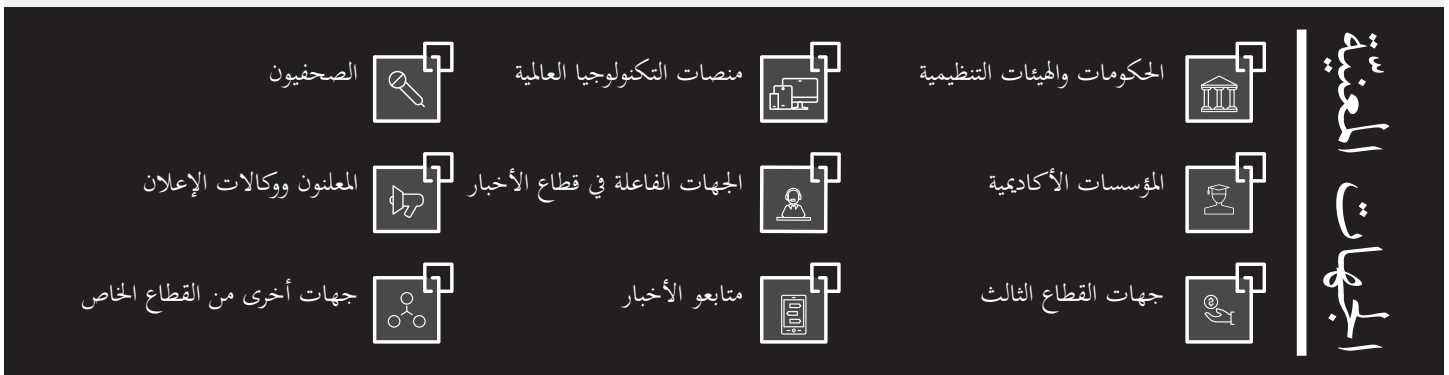 الجهات المعنيّة
الحكومات والهيئات التنظيمية
منصات التكنولوجيا العالمية
الصحفيون
المؤسسات الأكاديمية
الجهات الفاعلة في قطاع الأخبار
المعلنون ووكالات الإعلان
جهات القطاع الثالث
متابعو الأخبار
جهات أخرى من القطاع الخاص